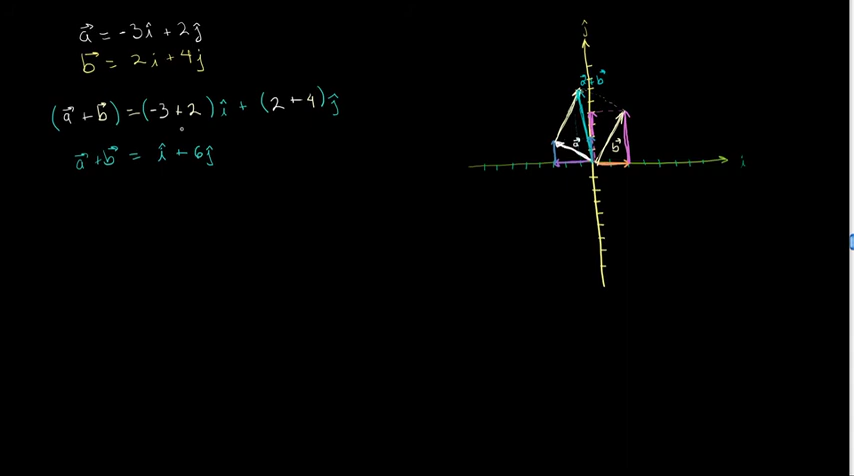 a⃗ = -3î + 2ĵ
b⃗ = 2i + 4j
(a⃗ + b⃗) = (-3 + 2)î + (2 + 4)ĵ
a⃗ + b⃗ = î + 6ĵ
ĵ
a⃗ + b⃗
a⃗
b⃗
i